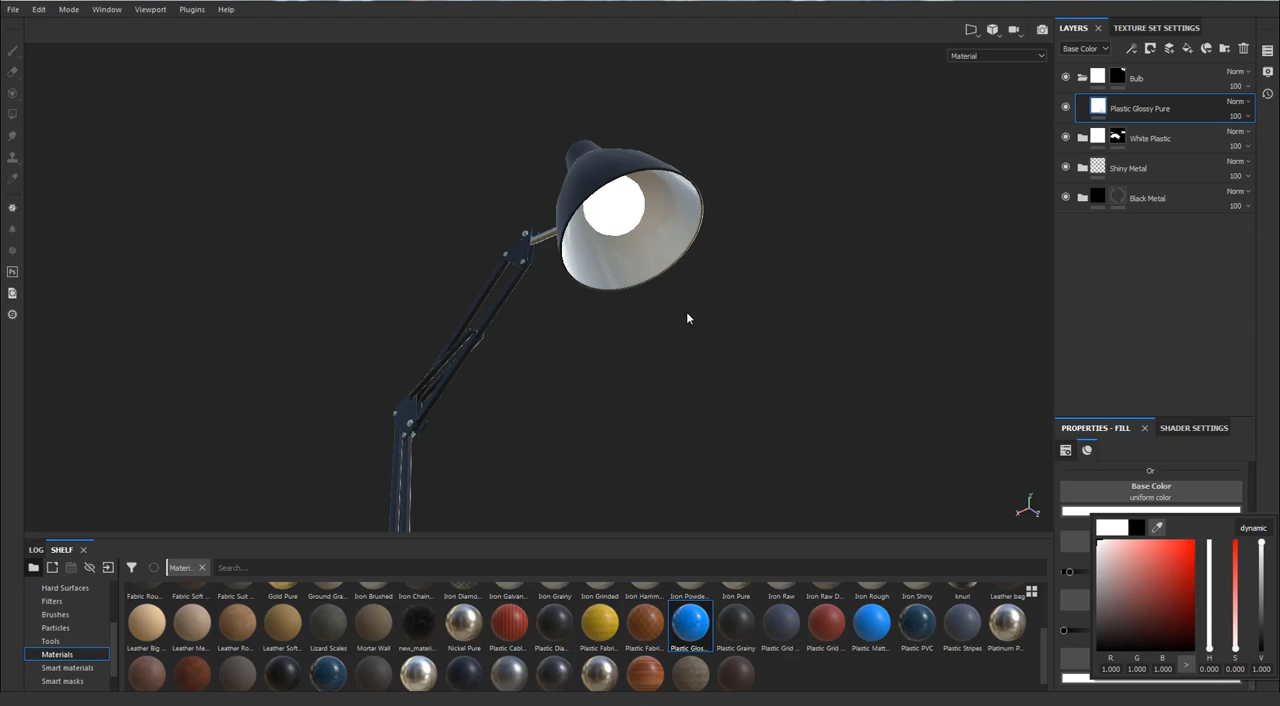 File Edit Mode Window Viewport Plugins Help
LAYERS TEXTURE SET SETTINGS
Base Color
Material
Bulb Norm
100
Plastic Glossy Pure Norm
100
White Plastic Norm
100
Shiny Metal Norm
100
Black Metal Norm
100
PROPERTIES - FILL SHADER SETTINGS
Or
Base Color
uniform color
dynamic
R G B H S V
1.000 1.000 1.000 > 0.000 0.000 1.000
Y
X Z
Ps
LOG SHELF
Materi... Search...
Hard Surfaces
Filters
Brushes
Particles
Tools
Materials
Smart materials
Smart masks
Fabric Rou... Fabric Soft ... Fabric Suit ... Gold Pure Ground Gra... Iron Brushed Iron Chain... Iron Diamo... Iron Galvan... Iron Grainy Iron Grinded Iron Hamm... Iron Powde... Iron Pure Iron Raw Iron Rough Iron Shiny knurl Leather bag
Leather Big ... Leather Me... Leather Ro... Leather Soft... Lizard Scales Mortar Wall new_materi... Nickel Pure Plastic Cabl... Plastic Dia... Plastic Fabri... Plastic Fabri... Plastic Glos... Plastic Grainy Plastic Grid ... Plastic Grid ... Plastic Matt... Plastic PVC Plastic Stripes Platinum P...